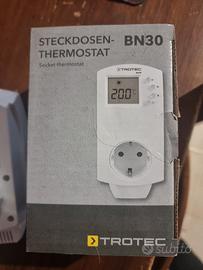 STECKDOSEN-
THERMOSTAT
BN30
Socket thermostat
TROTEC
20.0°
TROTEC
subito